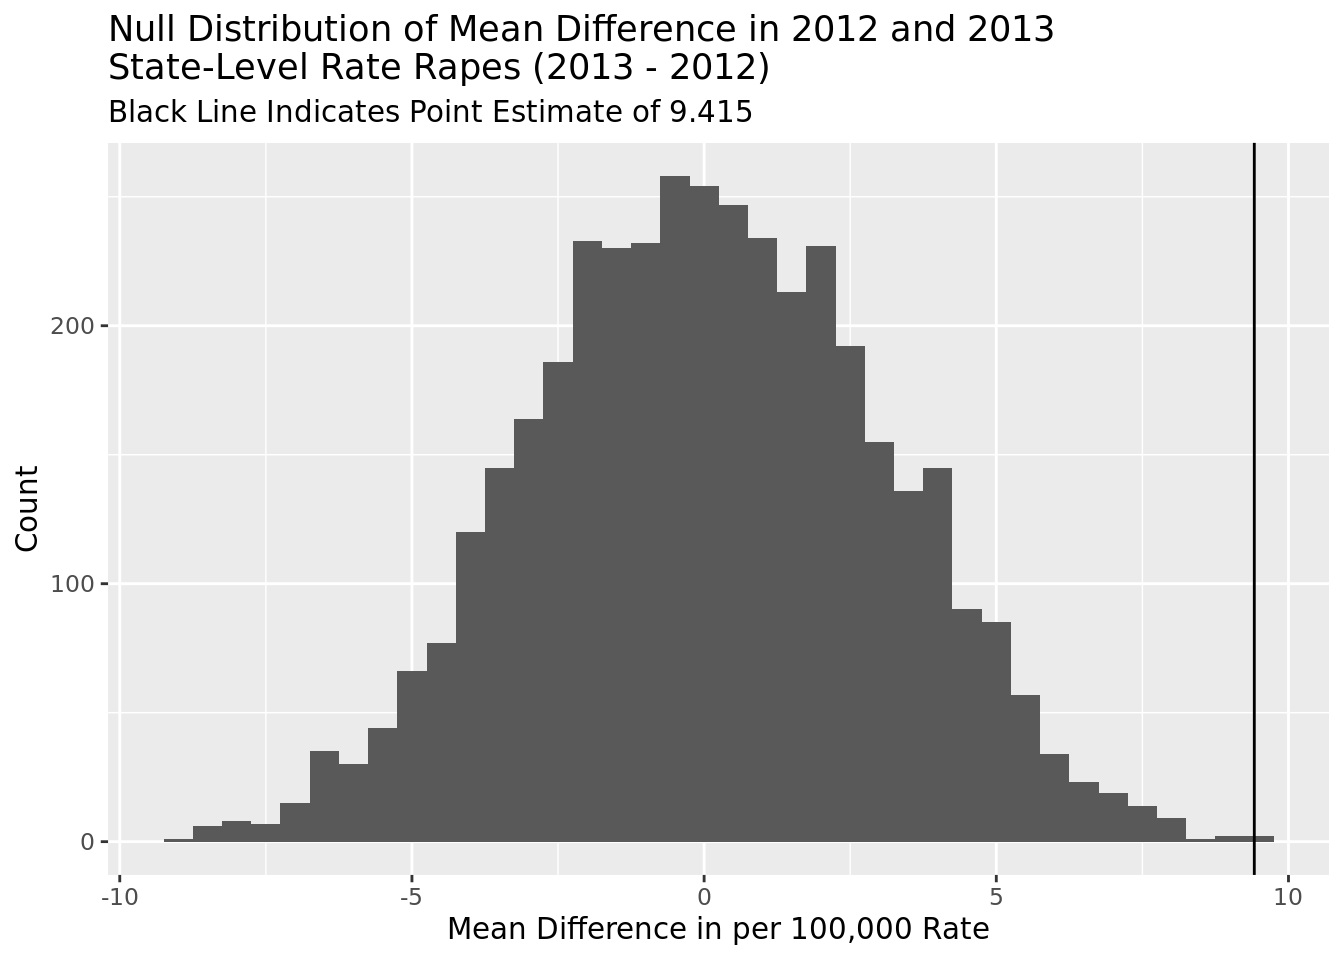 Null Distribution of Mean Difference in 2012 and 2013
State-Level Rate Rapes (2013 - 2012)
Black Line Indicates Point Estimate of 9.415
Count
200
100
0
-10
-5
0
5
10
Mean Difference in per 100,000 Rate